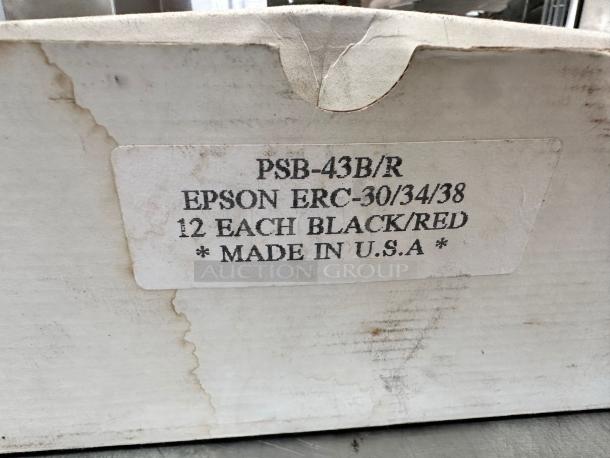 PSB-43B/R
EPSON ERC-30/34/38
12 EACH BLACK/RED
* MADE IN U.S.A *
AUCTION GROUP